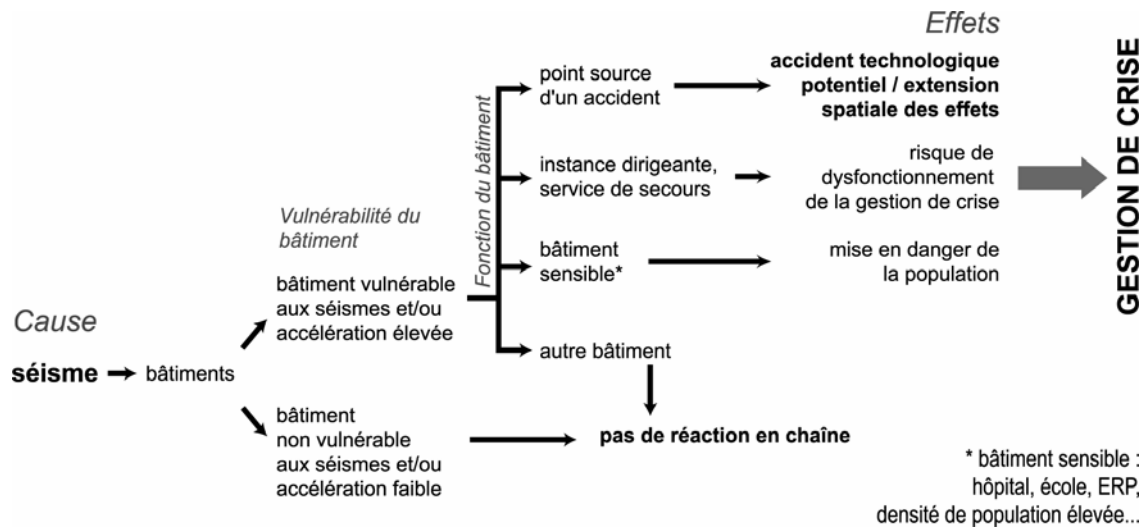 Effets
GESTION DE CRISE
point source
d'un accident
accident technologique
potentiel / extension
spatiale des effets
Fonction du bâtiment
instance dirigeante,
service de secours
risque de
dysfonctionnement
de la gestion de crise
Vulnérabilité du
bâtiment
bâtiment
sensible*
mise en danger de
la population
bâtiment vulnérable
aux séismes et/ou
accélération élevée
Cause
séisme
bâtiments
autre bâtiment
bâtiment
non vulnérable
aux séismes et/ou
accélération faible
pas de réaction en chaîne
* bâtiment sensible :
hôpital, école, ERP,
densité de population élevée...